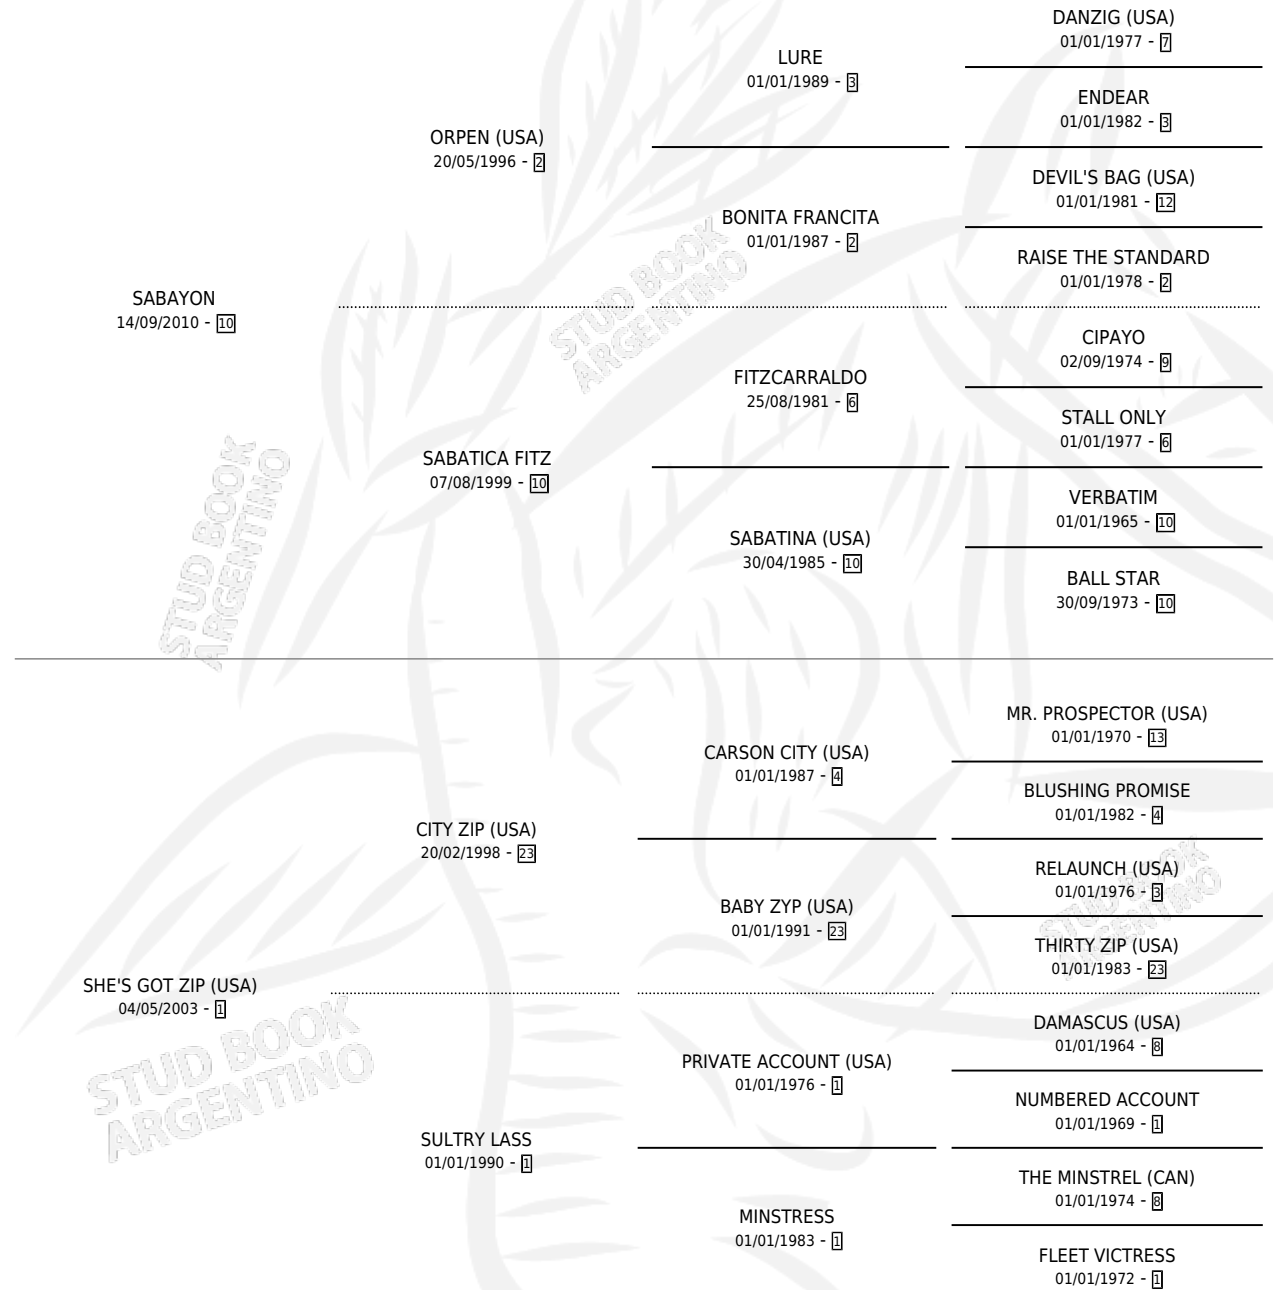 DANZIG (USA)
01/01/1977 - 7
LURE
01/01/1989 - 3
ENDEAR
01/01/1982 - 3
ORPEN (USA)
20/05/1996 - 2
DEVIL'S BAG (USA)
01/01/1981 - 12
BONITA FRANCITA
01/01/1987 - 2
RAISE THE STANDARD
01/01/1978 - 2
STUD BOOK
ARGENTINO
SABAYON
14/09/2010 - 10
CIPAYO
02/09/1974 - 9
FITZCARRALDO
25/08/1981 - 6
STALL ONLY
01/01/1977 - 6
SABATICA FITZ
07/08/1999 - 10
VERBATIM
01/01/1965 - 10
SABATINA (USA)
30/04/1985 - 10
BALL STAR
30/09/1973 - 10
STUD BOOK
ARGENTINO
MR. PROSPECTOR (USA)
01/01/1970 - 13
CARSON CITY (USA)
01/01/1987 - 4
BLUSHING PROMISE
01/01/1982 - 4
CITY ZIP (USA)
20/02/1998 - 23
RELAUNCH (USA)
01/01/1976 - 3
BABY ZYP (USA)
01/01/1991 - 23
STUD BOOK
ARGENTINO
THIRTY ZIP (USA)
01/01/1983 - 23
SHE'S GOT ZIP (USA)
04/05/2003 - 1
DAMASCUS (USA)
01/01/1964 - 8
PRIVATE ACCOUNT (USA)
01/01/1976 - 1
NUMBERED ACCOUNT
01/01/1969 - 1
STUD BOOK
ARGENTINO
SULTRY LASS
01/01/1990 - 1
THE MINSTREL (CAN)
01/01/1974 - 8
MINSTRESS
01/01/1983 - 1
FLEET VICTRESS
01/01/1972 - 1